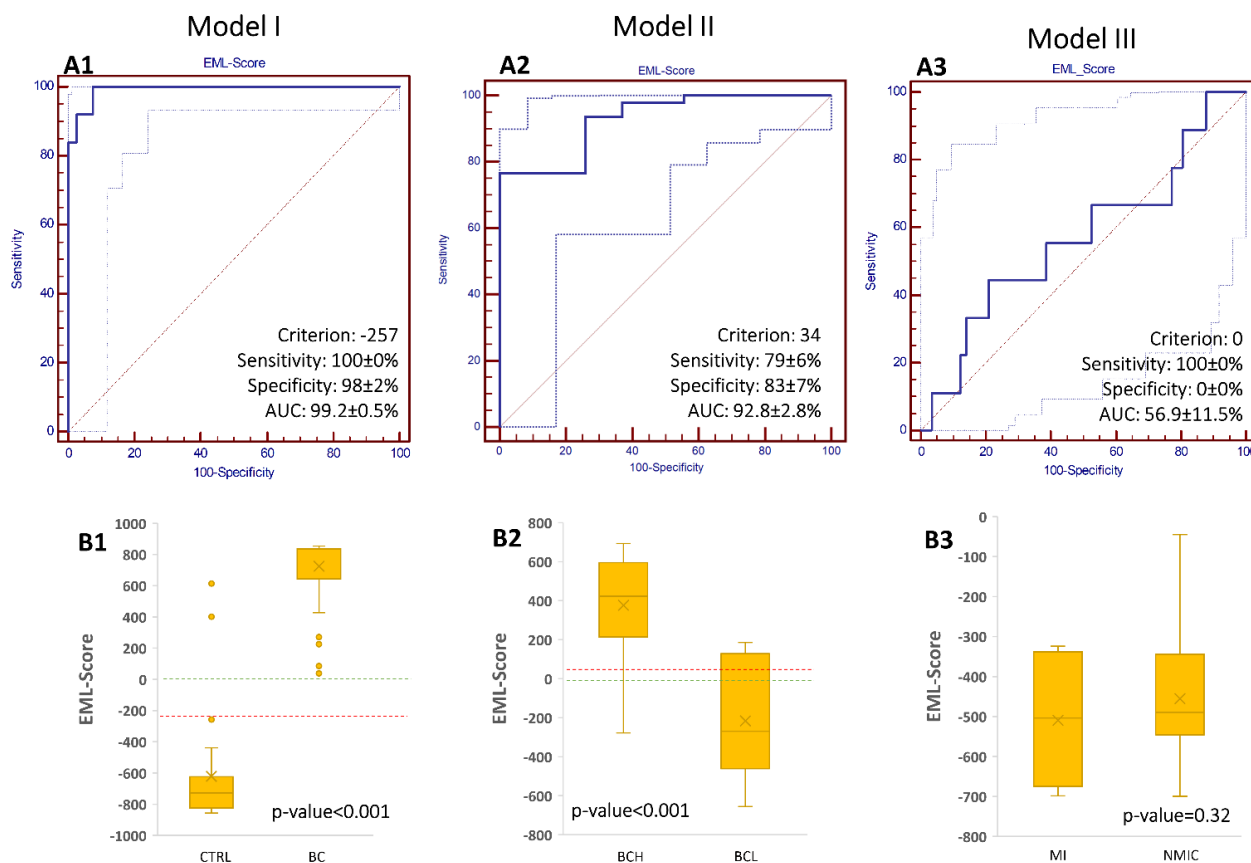 Model I
Model II
Model III
A1
EML-Score
100
80
60
40
20
0
Sensitivity
0
20
40
60
80
100
100-Specificity
Criterion: -257
Sensitivity: 100±0%
Specificity: 98±2%
AUC: 99.2±0.5%
A2
EML-Score
100
80
60
40
20
0
Sensitivity
0
20
40
60
80
100
100-Specificity
Criterion: 34
Sensitivity: 79±6%
Specificity: 83±7%
AUC: 92.8±2.8%
A3
EML_Score
100
80
60
40
20
0
Sensitivity
0
20
40
60
80
100
100-Specificity
Criterion: 0
Sensitivity: 100±0%
Specificity: 0±0%
AUC: 56.9±11.5%
B1
1000
800
600
400
200
0
-200
-400
-600
-800
-1000
EML-Score
p-value<0.001
CTRL
BC
B2
800
600
400
200
0
-200
-400
-600
-800
EML-Score
p-value<0.001
BCH
BCL
B3
0
-100
-200
-300
-400
-500
-600
-700
-800
EML-Score
p-value=0.32
MI
NMIC